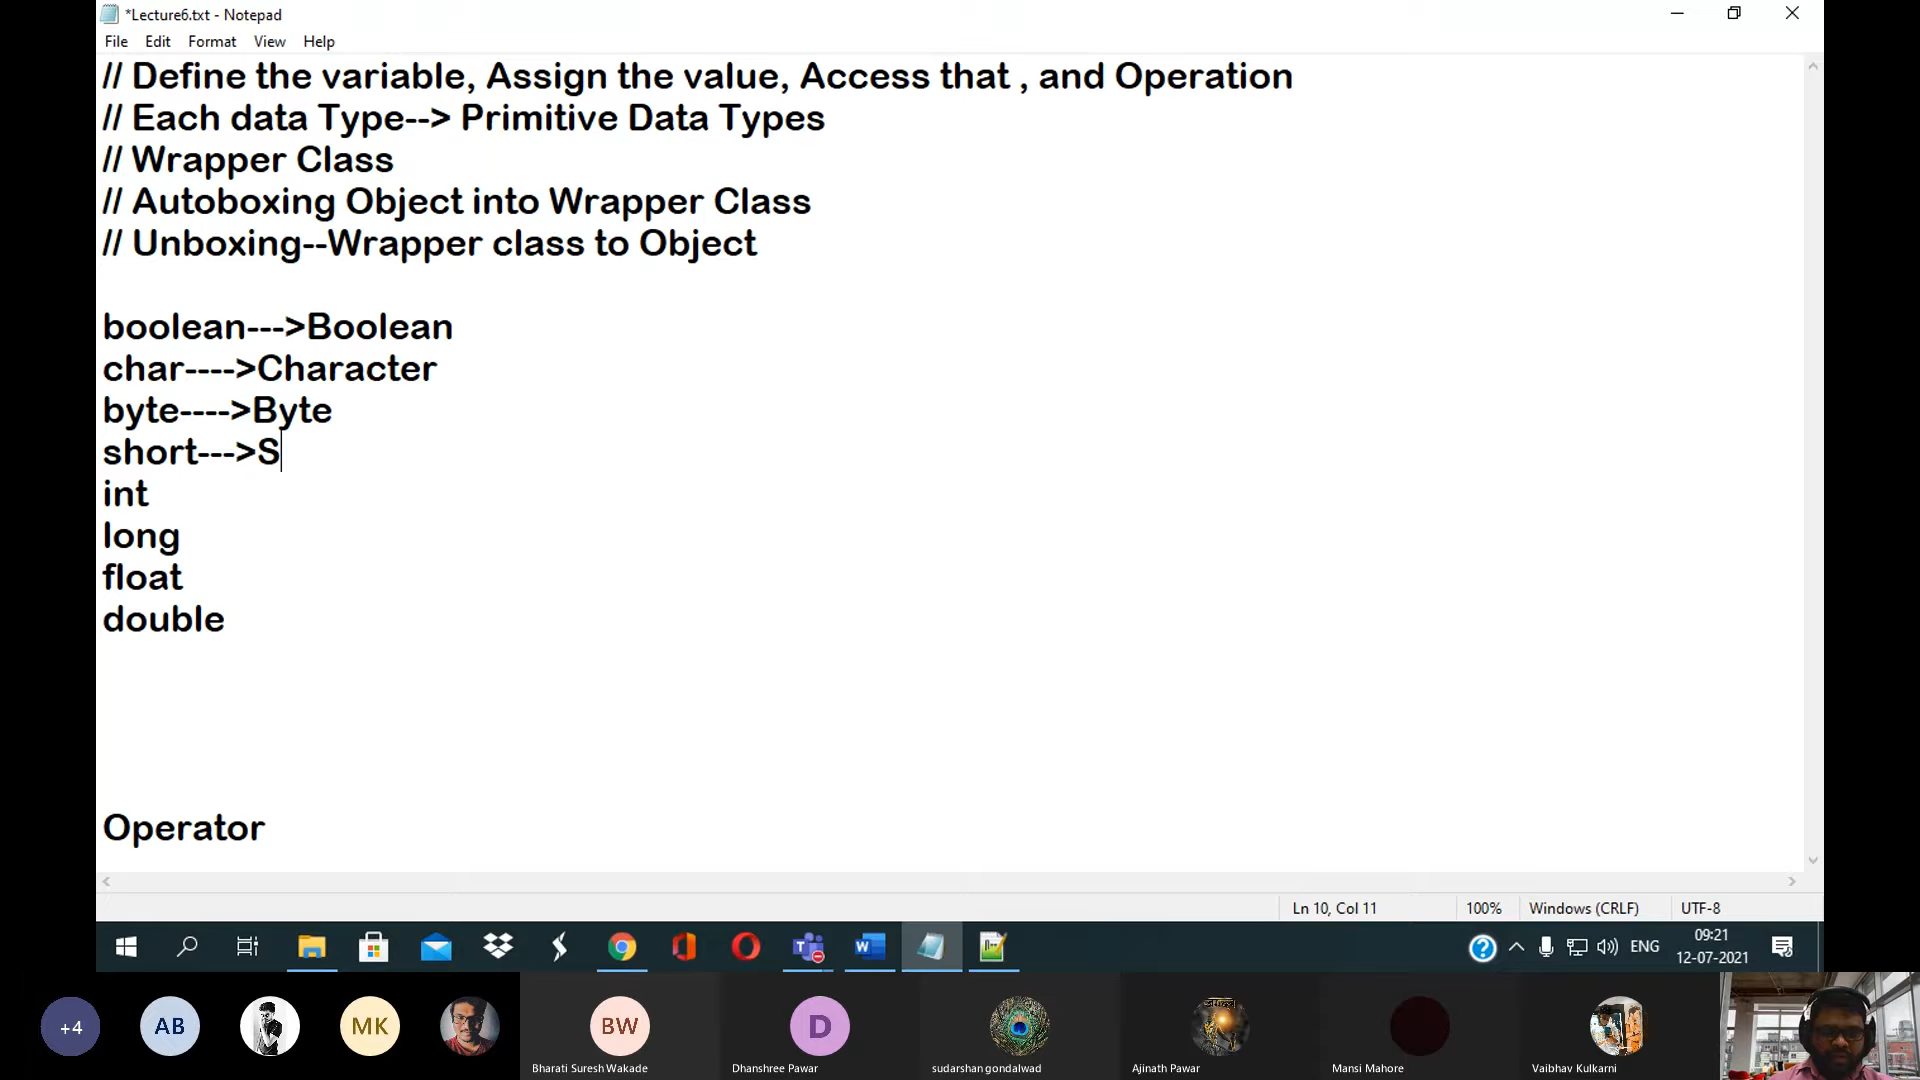 *Lecture6.txt - Notepad
File Edit Format View Help
// Define the variable, Assign the value, Access that , and Operation
// Each data Type--> Primitive Data Types
// Wrapper Class
// Autoboxing Object into Wrapper Class
// Unboxing--Wrapper class to Object
boolean--->Boolean
char---->Character
byte---->Byte
short--->S
int
long
float
double
Operator
Ln 10, Col 11 100% Windows (CRLF) UTF-8
ENG 09:21
12-07-2021
+4 AB MK BW D
Bharati Suresh Wakade Dhanshree Pawar sudarshan gondalwad Ajinath Pawar Mansi Mahore Vaibhav Kulkarni